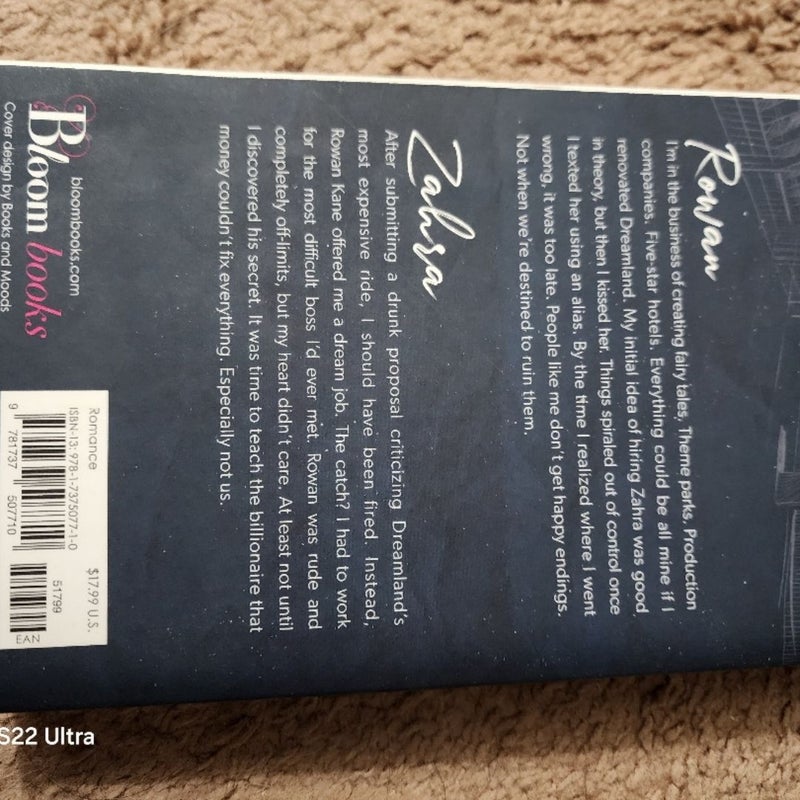 Rowan
I'm in the business of creating fairy tales. Theme parks. Production
companies. Five-star hotels. Everything could be all mine if I
renovated Dreamland. My initial idea of hiring Zahra was good
in theory, but then I kissed her. Things spiraled out of control once
I texted her using an alias. By the time I realized where I went
wrong, it was too late. People like me don't get happy endings.
Not when we're destined to ruin them.
Zahra
After submitting a drunk proposal criticizing Dreamland's
most expensive ride, I should have been fired. Instead,
Rowan Kane offered me a dream job. The catch? I had to work
for the most difficult boss I'd ever met. Rowan was rude and
completely off-limits, but my heart didn't care. At least not until
I discovered his secret. It was time to teach the billionaire that
money couldn't fix everything. Especially not us.
bloombooks.com
Bloom books
Cover design by Books and Moods
Romance
$17.99 U.S.
ISBN-13: 978-1-7375077-1-0
51799
9 781737 507710
EAN
S22 Ultra